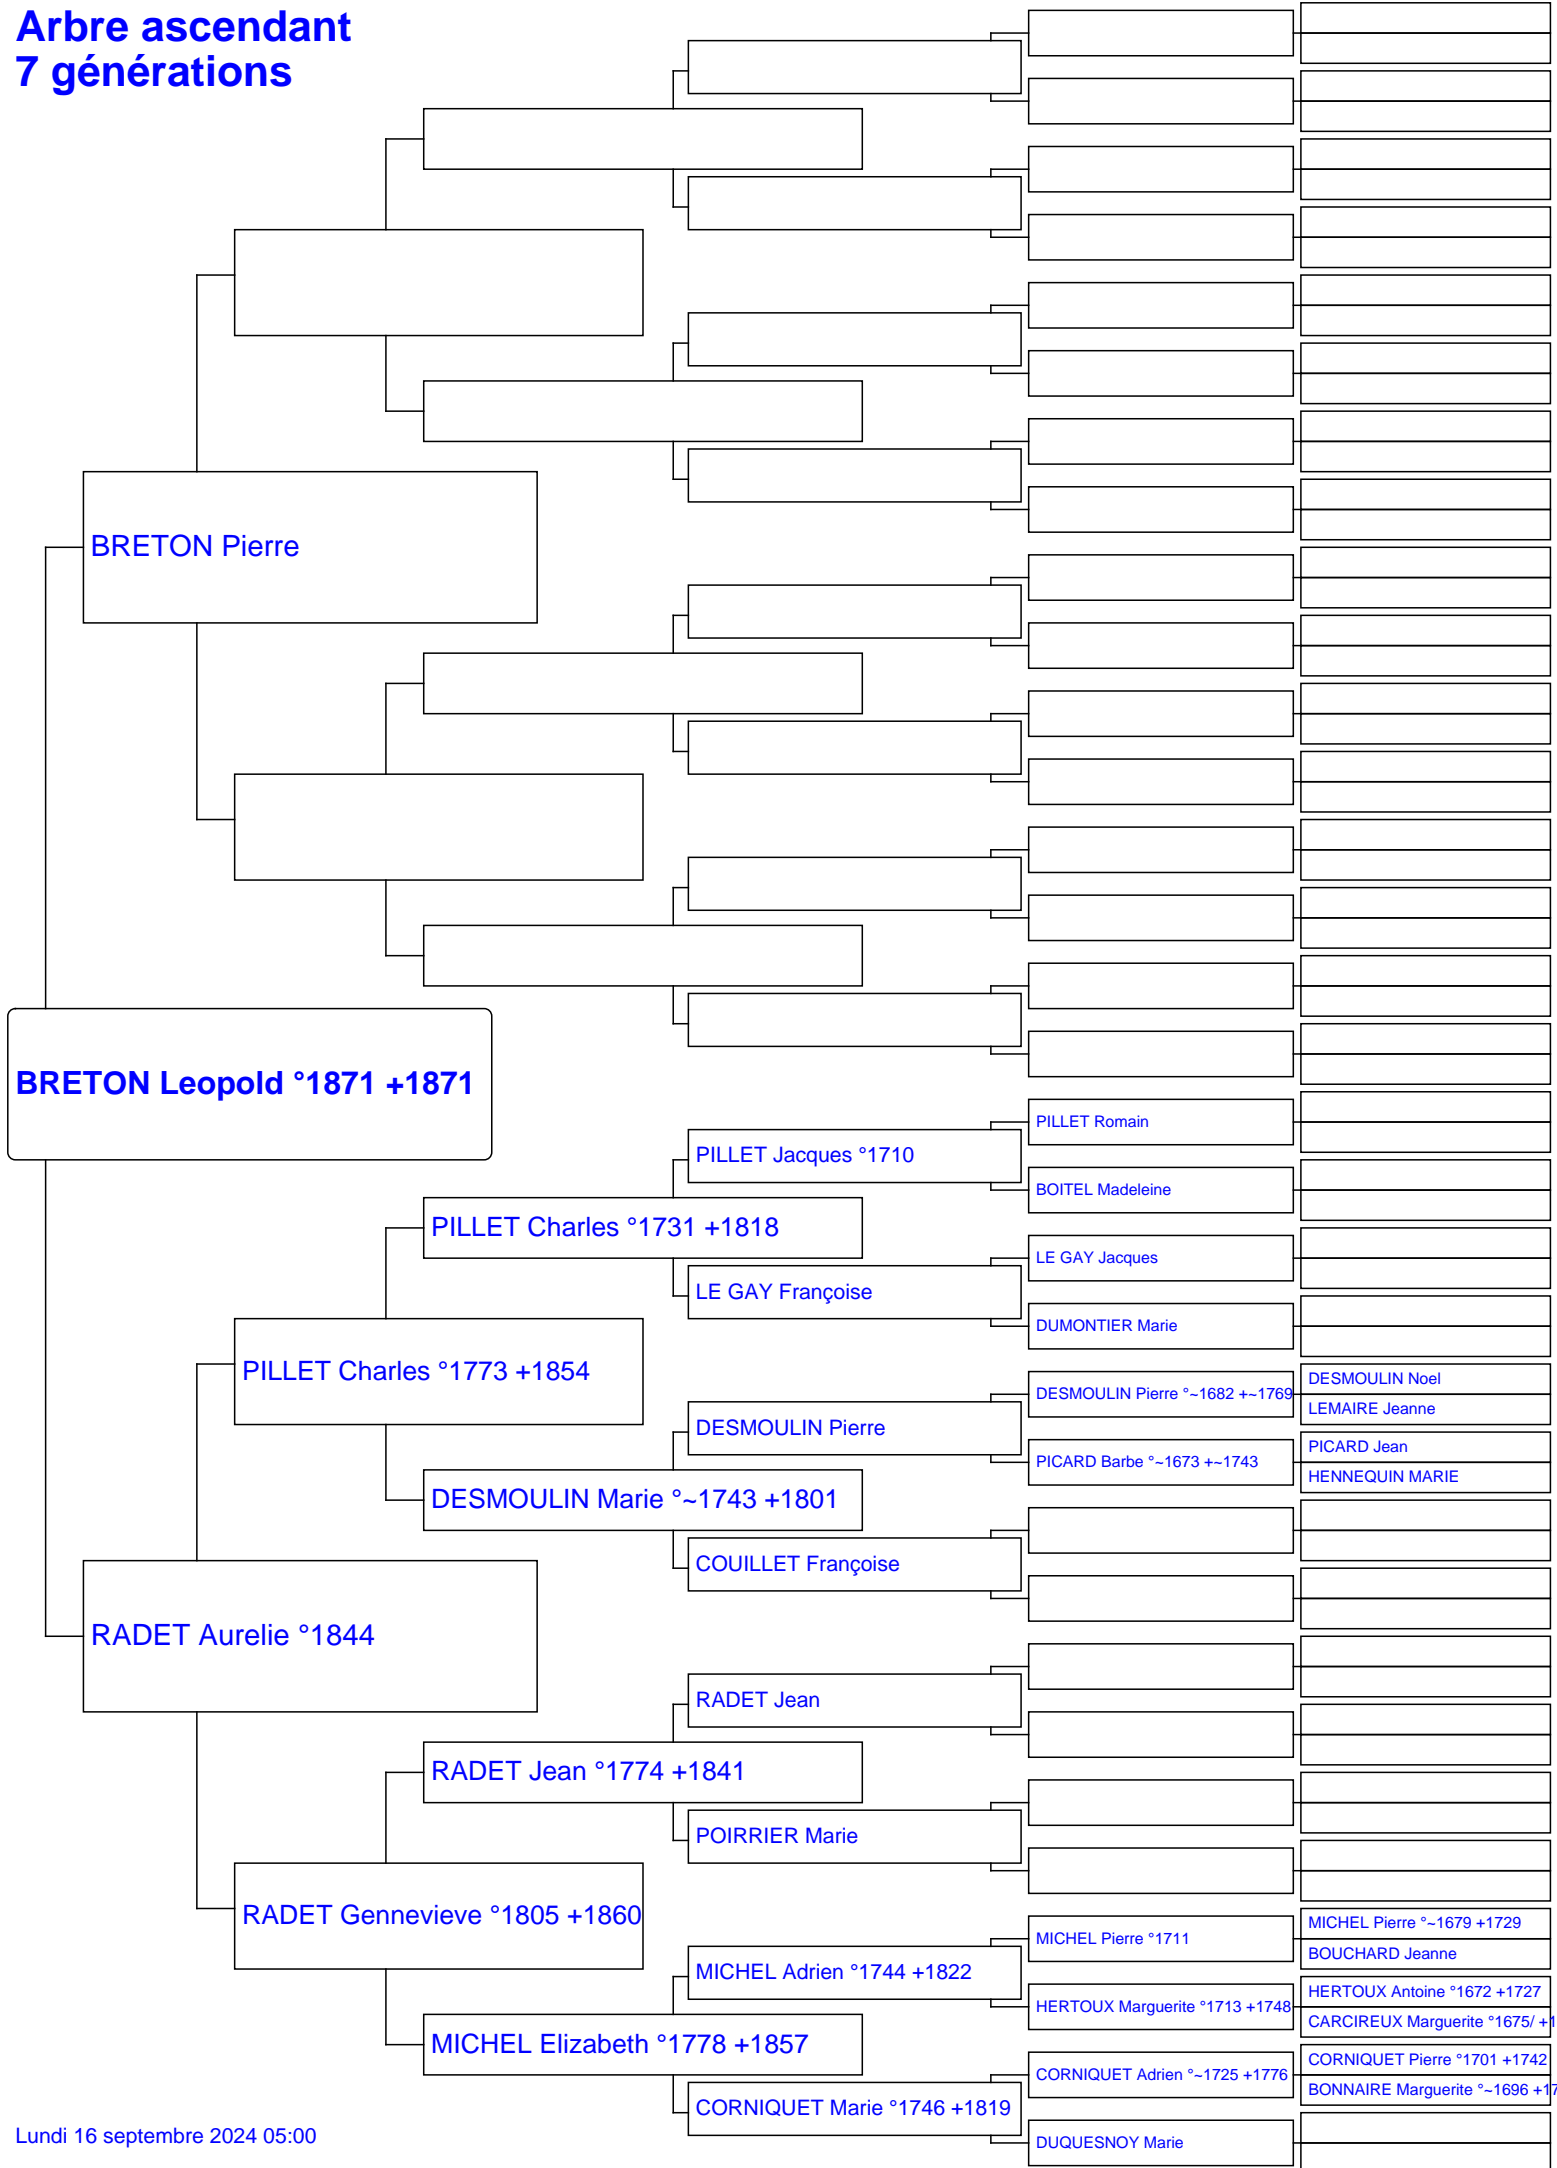 Arbre ascendant
7 générations
BRETON Pierre
BRETON Leopold °1871 +1871
PILLET Romain
PILLET Jacques °1710
BOITEL Madeleine
PILLET Charles °1731 +1818
LE GAY Jacques
LE GAY Françoise
DUMONTIER Marie
PILLET Charles °1773 +1854
DESMOULIN Noel
DESMOULIN Pierre °~1682 +~1769
LEMAIRE Jeanne
DESMOULIN Pierre
PICARD Jean
PICARD Barbe °~1673 +~1743
HENNEQUIN MARIE
DESMOULIN Marie °~1743 +1801
COUILLET Françoise
RADET Aurelie °1844
RADET Jean
RADET Jean °1774 +1841
POIRRIER Marie
RADET Gennevieve °1805 +1860
MICHEL Pierre °~1679 +1729
MICHEL Pierre °1711
BOUCHARD Jeanne
MICHEL Adrien °1744 +1822
HERTOUX Antoine °1672 +1727
HERTOUX Marguerite °1713 +1748
CARCIREUX Marguerite °1675/ +1
MICHEL Elizabeth °1778 +1857
CORNIQUET Pierre °1701 +1742
CORNIQUET Adrien °~1725 +1776
BONNAIRE Marguerite °~1696 +17
CORNIQUET Marie °1746 +1819
DUQUESNOY Marie
Lundi 16 septembre 2024 05:00